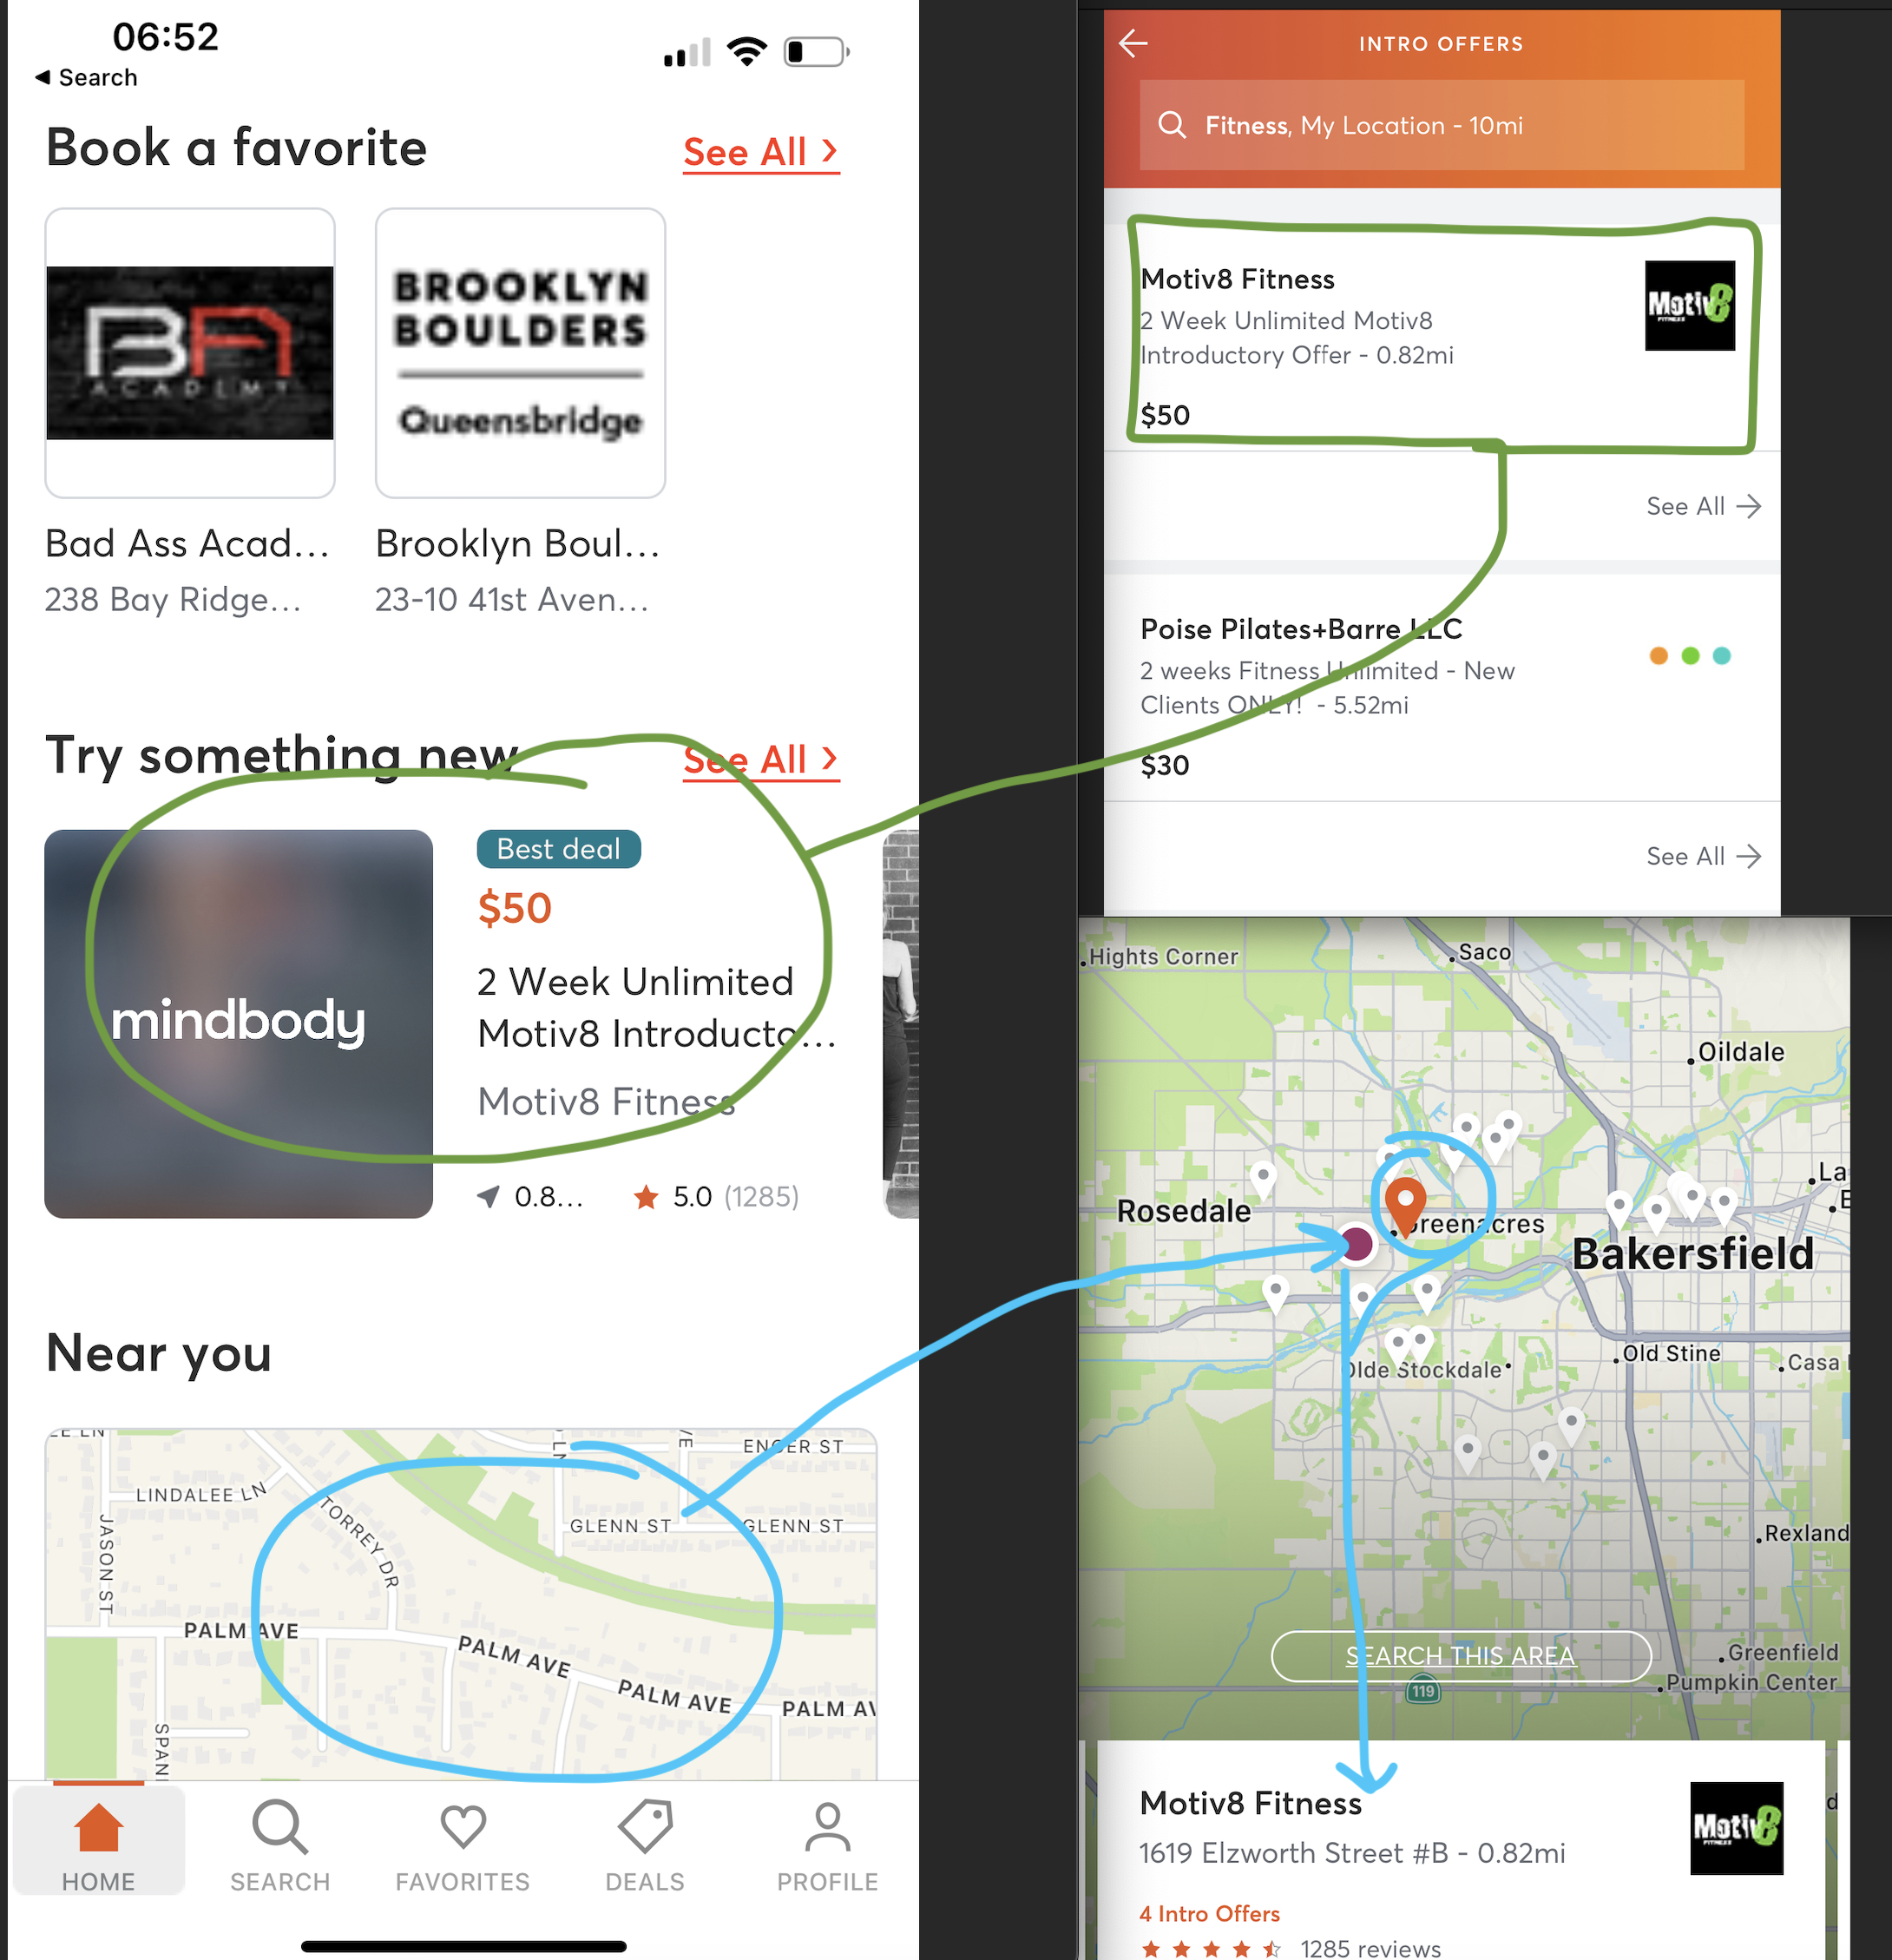 06:52
Search
Book a favorite
See All
BA
ACADEMY
BROOKLYN
BOULDERS
Queensbridge
Bad Ass Acad...
Brooklyn Boul...
238 Bay Ridge...
23-10 41st Aven...
Try something new
See All
mindbody
Best deal
$50
2 Week Unlimited
Motiv8 Introducto...
Motiv8 Fitness
0.8...
5.0 (1285)
Near you
EE LN
LN
VE
ENGER ST
LINDALEE LN
TORREY DR
GLENN ST
GLENN ST
JASON ST
PALM AVE
PALM AVE
PALM AVE
PALM AV
SPAN
HOME
SEARCH
FAVORITES
DEALS
PROFILE
INTRO OFFERS
Fitness, My Location - 10mi
Motiv8 Fitness
2 Week Unlimited Motiv8
Introductory Offer - 0.82mi
$50
Motiv8
FITNESS
See All
Poise Pilates+Barre LLC
2 weeks Fitness Unlimited - New
Clients ONLY! - 5.52mi
$30
See All
Hights Corner
Saco
Oildale
La
E
Rosedale
Greenacres
Bakersfield
Old Stine
Casa
Olde Stockdale
Rexland
SEARCH THIS AREA
Greenfield
119
Pumpkin Center
Motiv8 Fitness
1619 Elzworth Street #B - 0.82mi
Motiv8
FITNESS
d
4 Intro Offers
1285 reviews